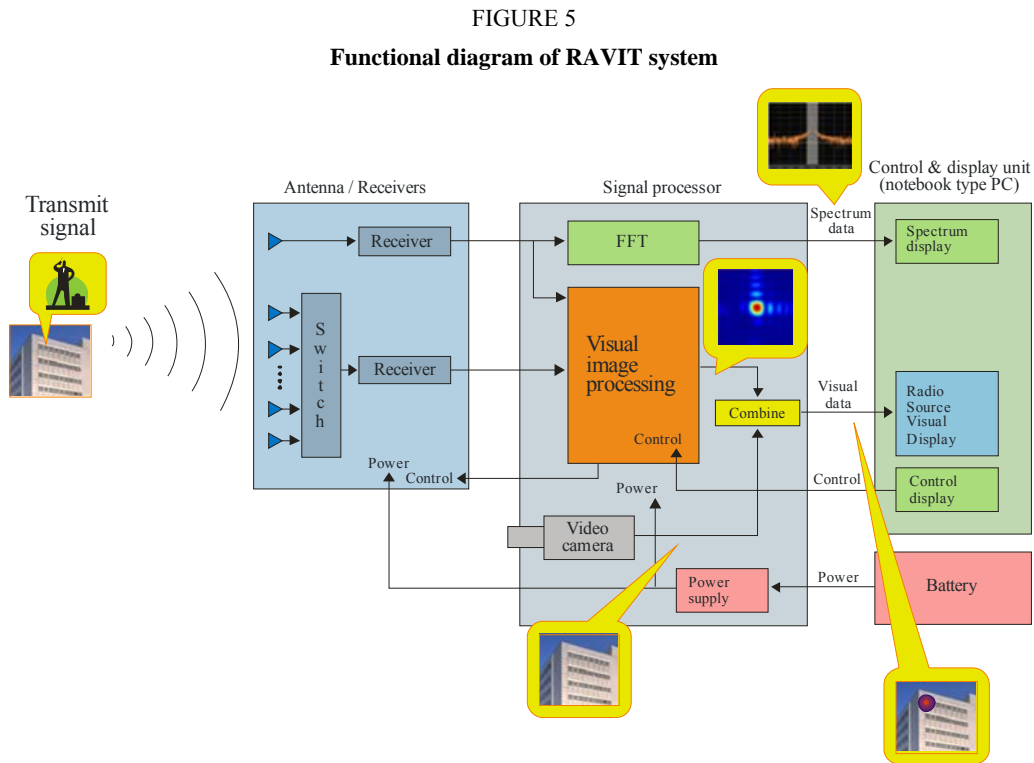 FIGURE 5
Functional diagram of RAVIT system
Transmit
signal
Antenna / Receivers
Receiver
S
w
i
t
c
h
Receiver
Power
Control
Signal processor
FFT
Visual
image
processing
Control
Combine
Power
Video
camera
Power
supply
Spectrum
data
Visual
data
Control
Power
Control & display unit
(notebook type PC)
Spectrum
display
Radio
Source
Visual
Display
Control
display
Battery